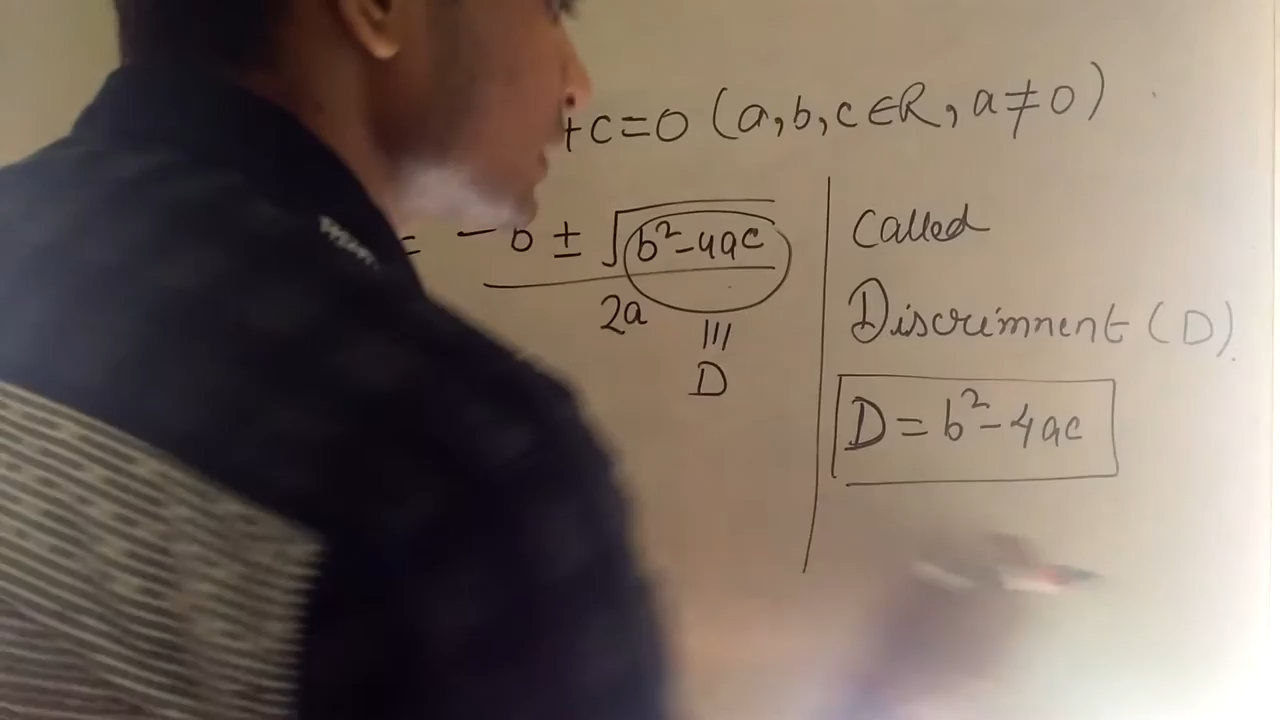 +c=0 (a,b,c ∈ R, a≠0)
= -b ± √b²-4ac
2a
|||
D
called
Discrimnent (D).
D = b²-4ac